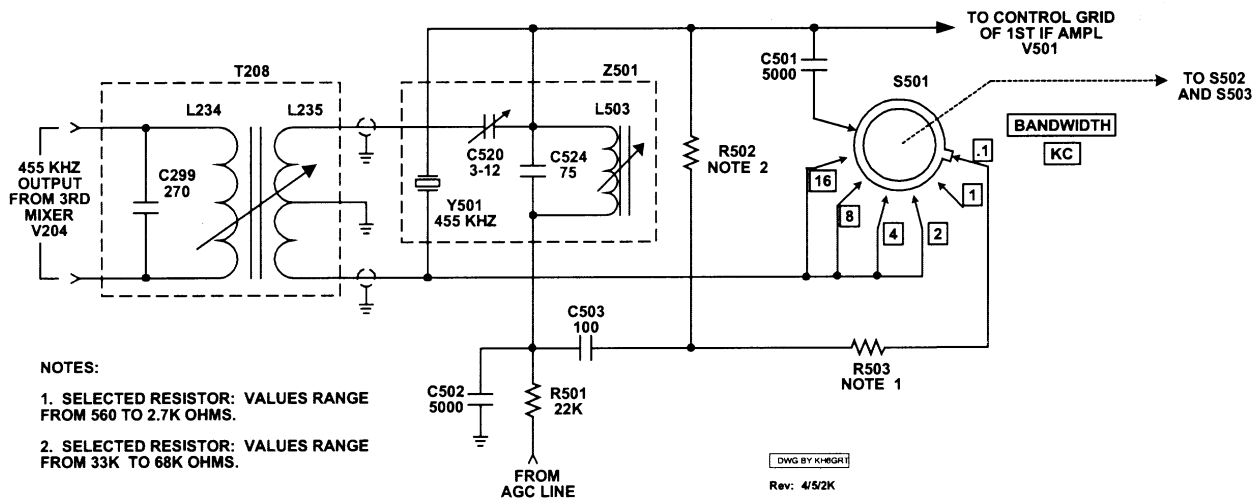 TO CONTROL GRID
OF 1ST IF AMPL
V501
C501
5000
T208
Z501
S501
TO S502
AND S503
L234
L235
L503
BANDWIDTH
KC
.1
455 KHZ
OUTPUT
FROM 3RD
MIXER
V204
C299
270
C520
3-12
C524
75
R502
NOTE 2
16
1
Y501
455 KHZ
8
4
2
C503
100
R503
NOTE 1
NOTES:
1. SELECTED RESISTOR: VALUES RANGE
FROM 560 TO 2.7K OHMS.
2. SELECTED RESISTOR: VALUES RANGE
FROM 33K TO 68K OHMS.
C502
5000
R501
22K
FROM
AGC LINE
DWG BY KH6GRT
Rev: 4/5/2K